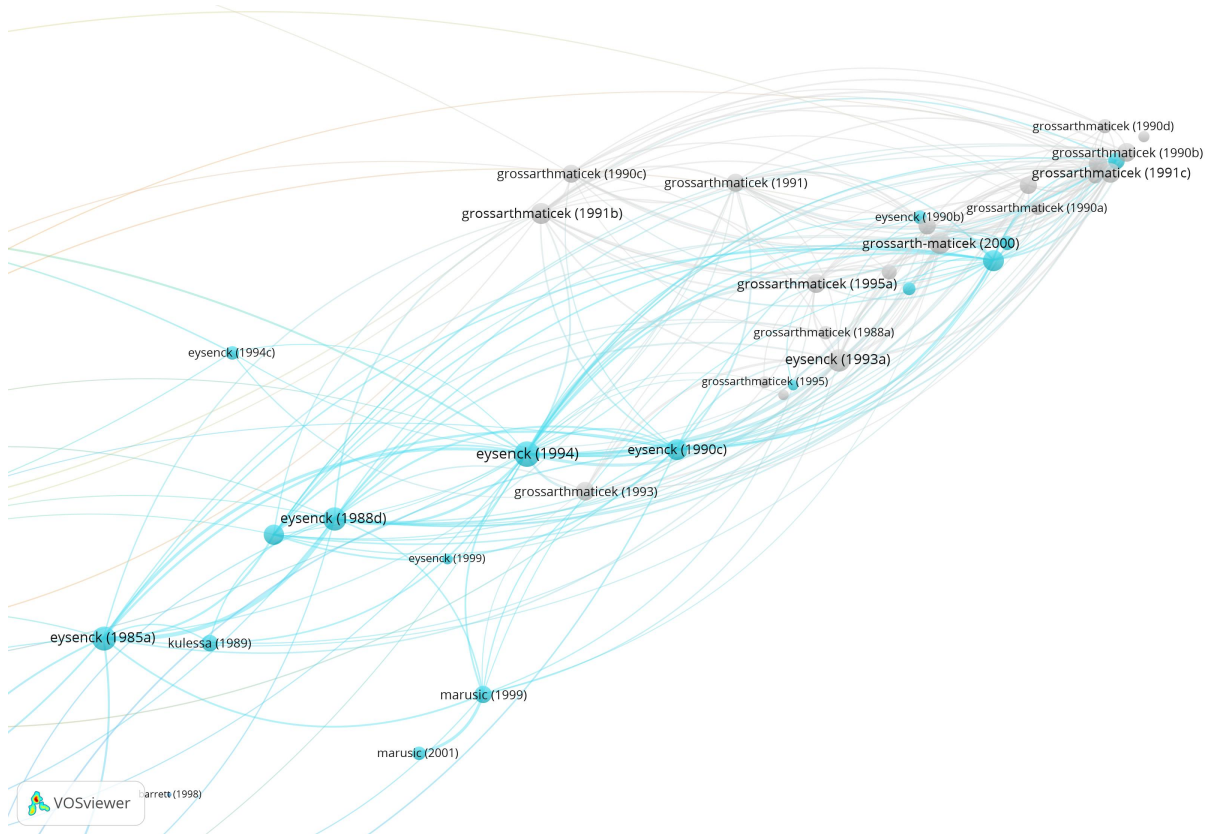 grossarthmaticek (1990d)
grossarthmaticek (1990b)
grossarthmaticek (1990c)
grossarthmaticek (1991c)
grossarthmaticek (1991)
grossarthmaticek (1990a)
grossarthmaticek (1991b)
eysenck (1990b)
grossarth-maticek (2000)
grossarthmaticek (1995a)
grossarthmaticek (1988a)
eysenck (1994c)
eysenck (1993a)
grossarthmaticek (1995)
eysenck (1994)
eysenck (1990c)
grossarthmaticek (1993)
eysenck (1988d)
eysenck (1999)
eysenck (1985a)
kulessa (1989)
marusic (1999)
marusic (2001)
barrett (1998)
VOSviewer